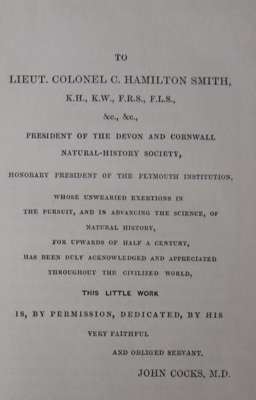 TO
LIEUT. COLONEL C. HAMILTON SMITH,
K.H., K.W., F.R.S., F.L.S.,
&c., &c.,
PRESIDENT OF THE DEVON AND CORNWALL
NATURAL-HISTORY SOCIETY,
HONORARY PRESIDENT OF THE PLYMOUTH INSTITUTION,
WHOSE UNWEARIED EXERTIONS IN
THE PURSUIT, AND IN ADVANCING THE SCIENCE, OF
NATURAL HISTORY,
FOR UPWARDS OF HALF A CENTURY,
HAS BEEN DULY ACKNOWLEDGED AND APPRECIATED
THROUGHOUT THE CIVILIZED WORLD,
THIS LITTLE WORK
IS, BY PERMISSION, DEDICATED, BY HIS
VERY FAITHFUL
AND OBLIGED SERVANT.
JOHN COCKS, M.D.